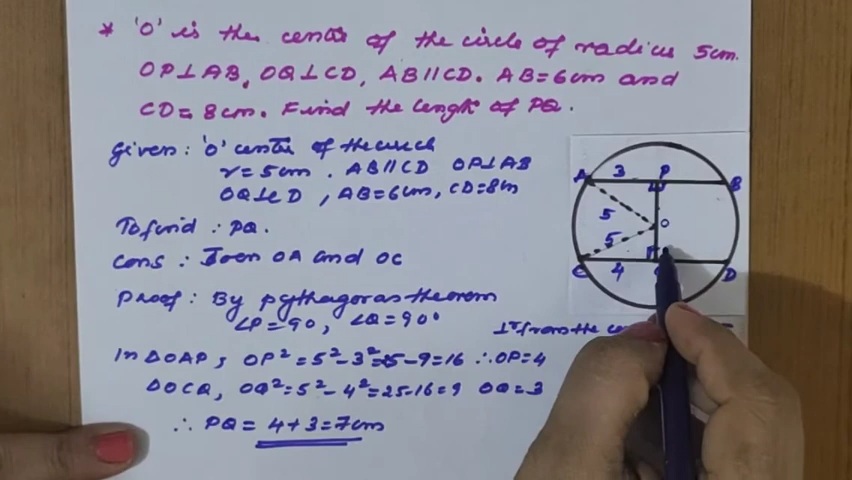 * 'O' is the centre of the circle of radius 5cm.
OP⊥AB, OQ⊥CD, AB∥CD. AB=6cm and
CD=8cm. Find the length of PQ.
Given: 'O' centre of the circle
r=5cm. AB∥CD OP⊥AB
OQ⊥CD, AB=6cm, CD=8cm
To find: PQ.
Cons: Join OA and OC
Proof: By pythagoras theorem
∠P=90, ∠Q=90°
⊥r from the
In △OAP, OP²=5²-3²=25-9=16 ∴OP=4
△OCQ, OQ²=5²-4²=25-16=9 OQ=3
∴ PQ= 4+3=7cm
A 3 P B
5 O
5
C 4 D